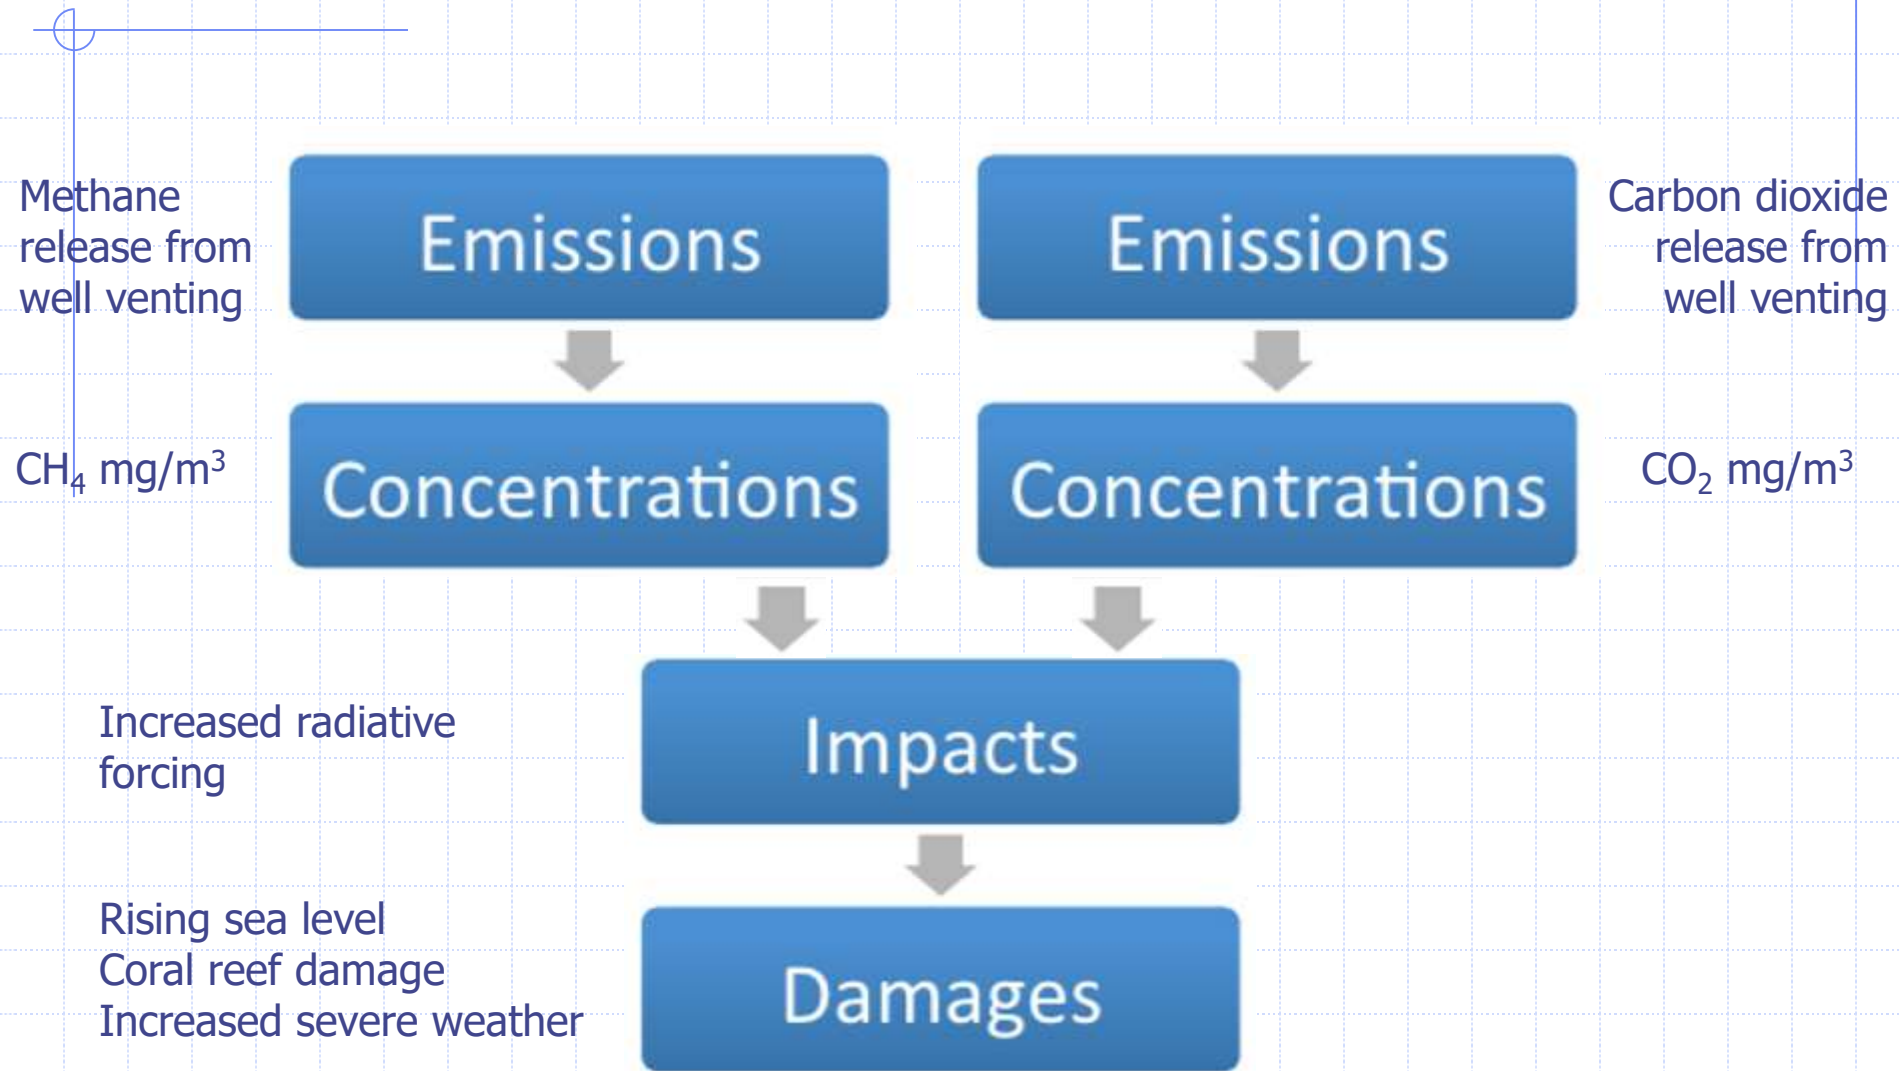 Methane
release from
well venting
Emissions
Emissions
Carbon dioxide
release from
well venting
CH₄ mg/m³
Concentrations
Concentrations
CO₂ mg/m³
Increased radiative
forcing
Impacts
Rising sea level
Coral reef damage
Increased severe weather
Damages